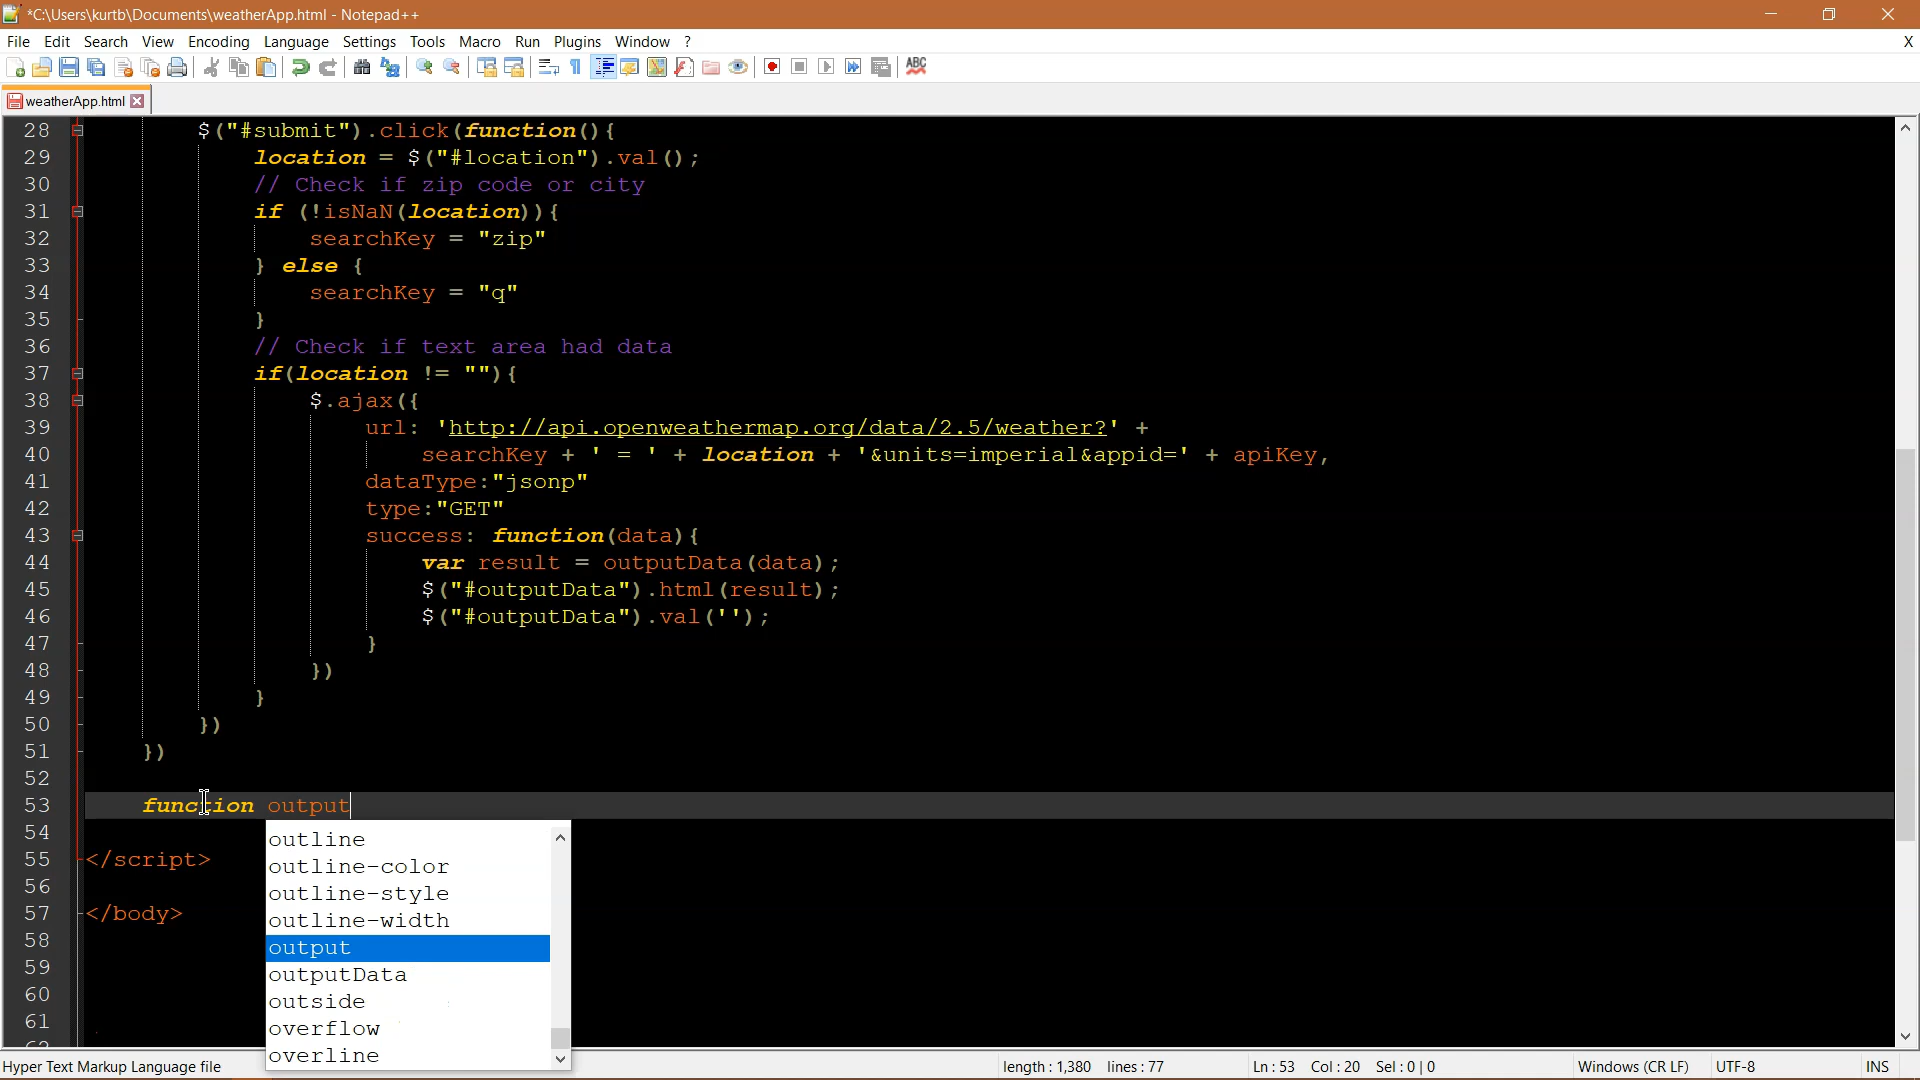 *C:\Users\kurtb\Documents\weatherApp.html - Notepad++
File Edit Search View Encoding Language Settings Tools Macro Run Plugins Window ? X
ABC
weatherApp.html
28 $("#submit").click(function(){
29 location = $("#location").val();
30 // Check if zip code or city
31 if (!isNaN(location)){
32 searchKey = "zip"
33 } else {
34 searchKey = "q"
35 }
36 // Check if text area had data
37 if(location != ""){
38 $.ajax({
39 url: 'http://api.openweathermap.org/data/2.5/weather?' +
40 searchKey + ' = ' + location + '&units=imperial&appid=' + apiKey,
41 dataType:"jsonp"
42 type:"GET"
43 success: function(data){
44 var result = outputData(data);
45 $("#outputData").html(result);
46 $("#outputData").val('');
47 }
48 })
49 }
50 })
51 })
52
53 function output
54
55 </script>
56
57 </body>
58
59
60
61
outline
outline-color
outline-style
outline-width
output
outputData
outside
overflow
overline
Hyper Text Markup Language file length : 1,380 lines : 77 Ln : 53 Col : 20 Sel : 0 | 0 Windows (CR LF) UTF-8 INS